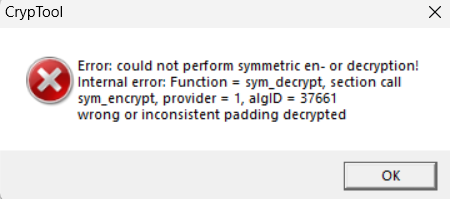 CrypTool
Error: could not perform symmetric en- or decryption!
Internal error: Function = sym_decrypt, section call
sym_encrypt, provider = 1, algID = 37661
wrong or inconsistent padding decrypted
OK